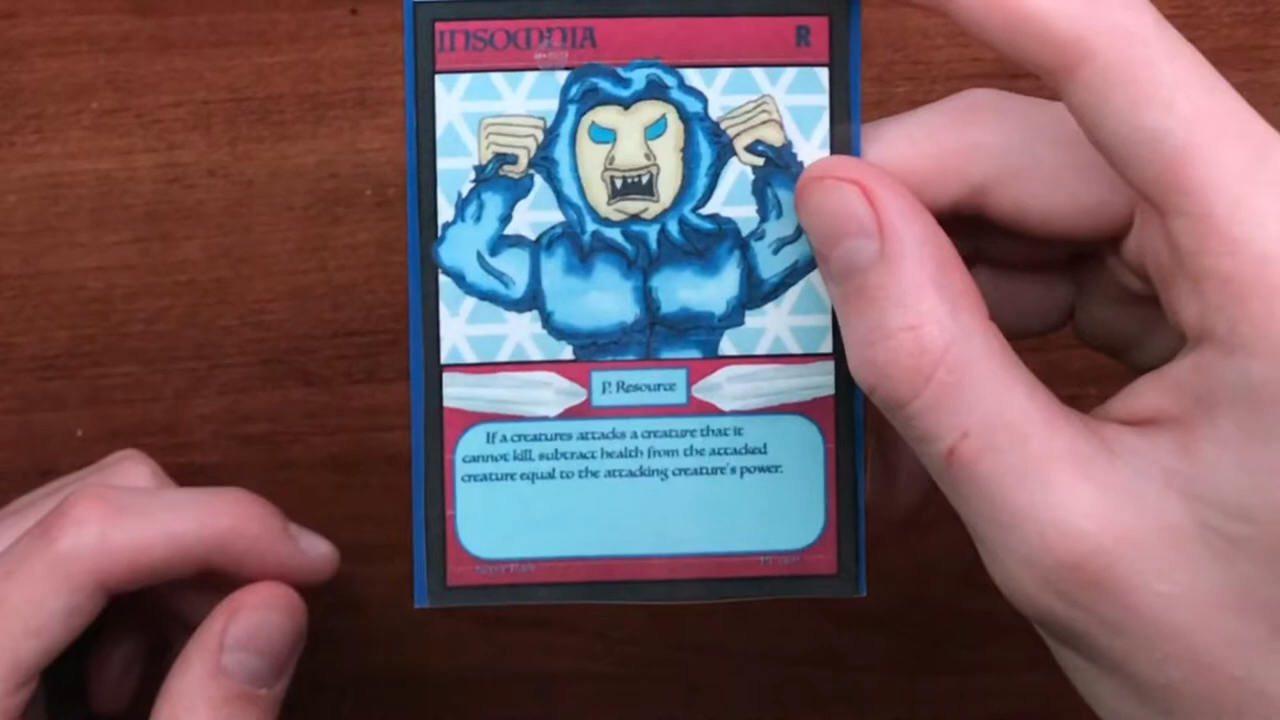 INSOMNIA R
P. Resource
If a creatures attacks a creature that it
cannot kill, subtract health from the attacked
creature equal to the attacking creature's power.